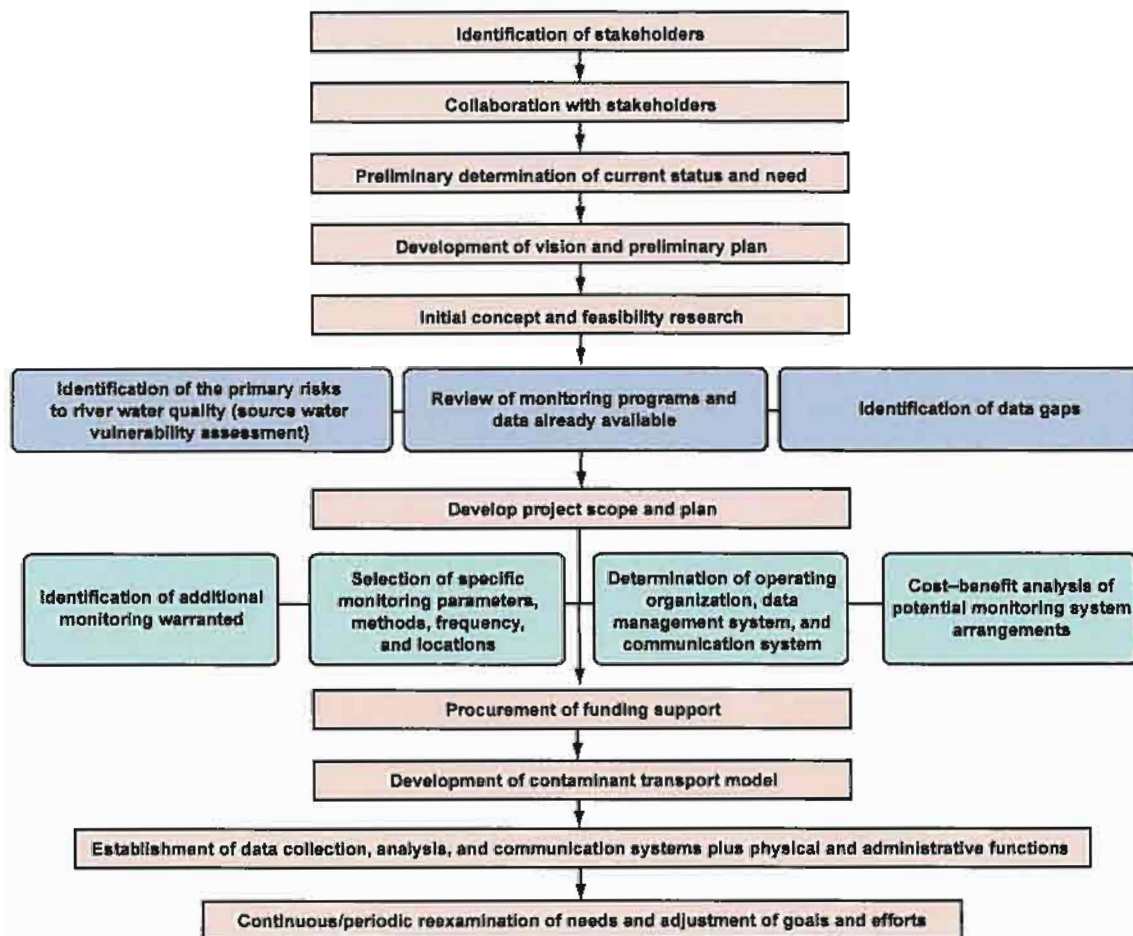 Identification of stakeholders
Collaboration with stakeholders
Preliminary determination of current status and need
Development of vision and preliminary plan
Initial concept and feasibility research
Identification of the primary risks
to river water quality (source water
vulnerability assessment)
Review of monitoring programs and
data already available
Identification of data gaps
Develop project scope and plan
Identification of additional
monitoring warranted
Selection of specific
monitoring parameters,
methods, frequency,
and locations
Determination of operating
organization, data
management system, and
communication system
Cost–benefit analysis of
potential monitoring system
arrangements
Procurement of funding support
Development of contaminant transport model
Establishment of data collection, analysis, and communication systems plus physical and administrative functions
Continuous/periodic reexamination of needs and adjustment of goals and efforts